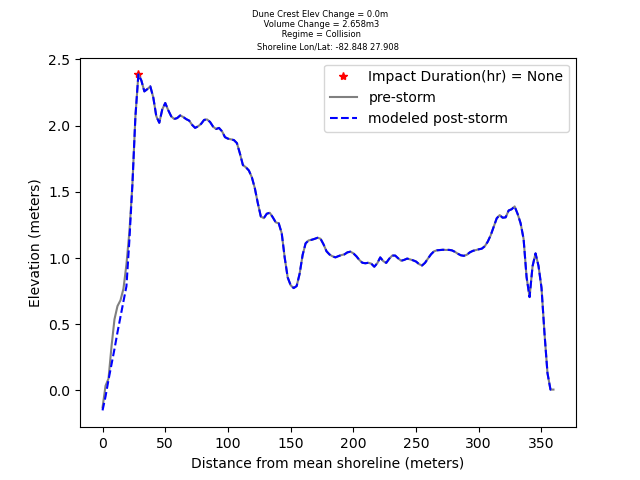 Dune Crest Elev Change = 0.0m
Volume Change = 2.658m3
Regime = Collision
Shoreline Lon/Lat: -82.848 27.908
Impact Duration(hr) = None
pre-storm
modeled post-storm
Elevation (meters)
2.5
2.0
1.5
1.0
0.5
0.0
0 50 100 150 200 250 300 350
Distance from mean shoreline (meters)